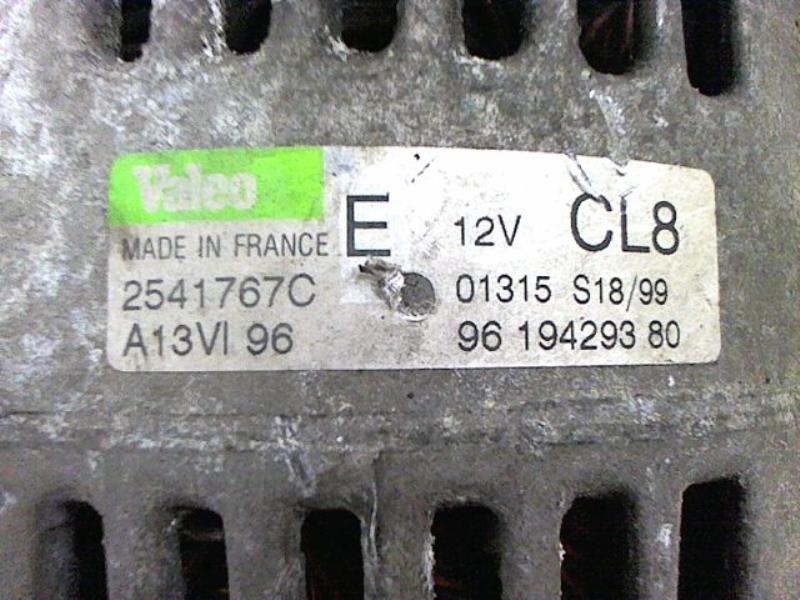 Valeo
MADE IN FRANCE E 12V CL8
2541767C 01315 S18/99
A13VI 96 96 194293 80